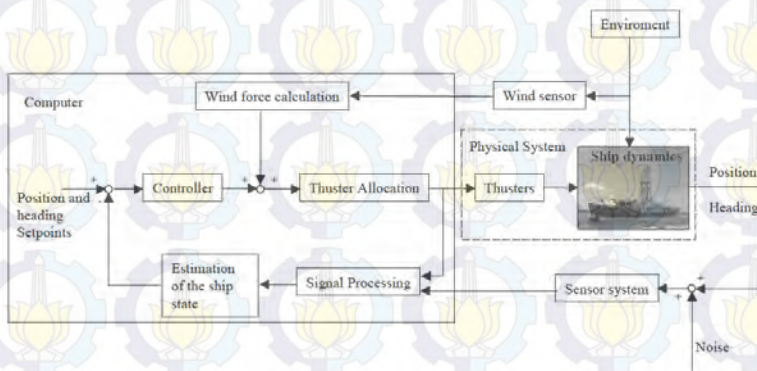 Enviroment
Computer
Wind force calculation
Wind sensor
Physical System
Ship dynamics
+
+
+
Controller
Thuster Allocation
Thusters
Position
Heading
Position and
heading
Setpoints
Estimation
of the ship
state
Signal Processing
Sensor system
+
+
Noise